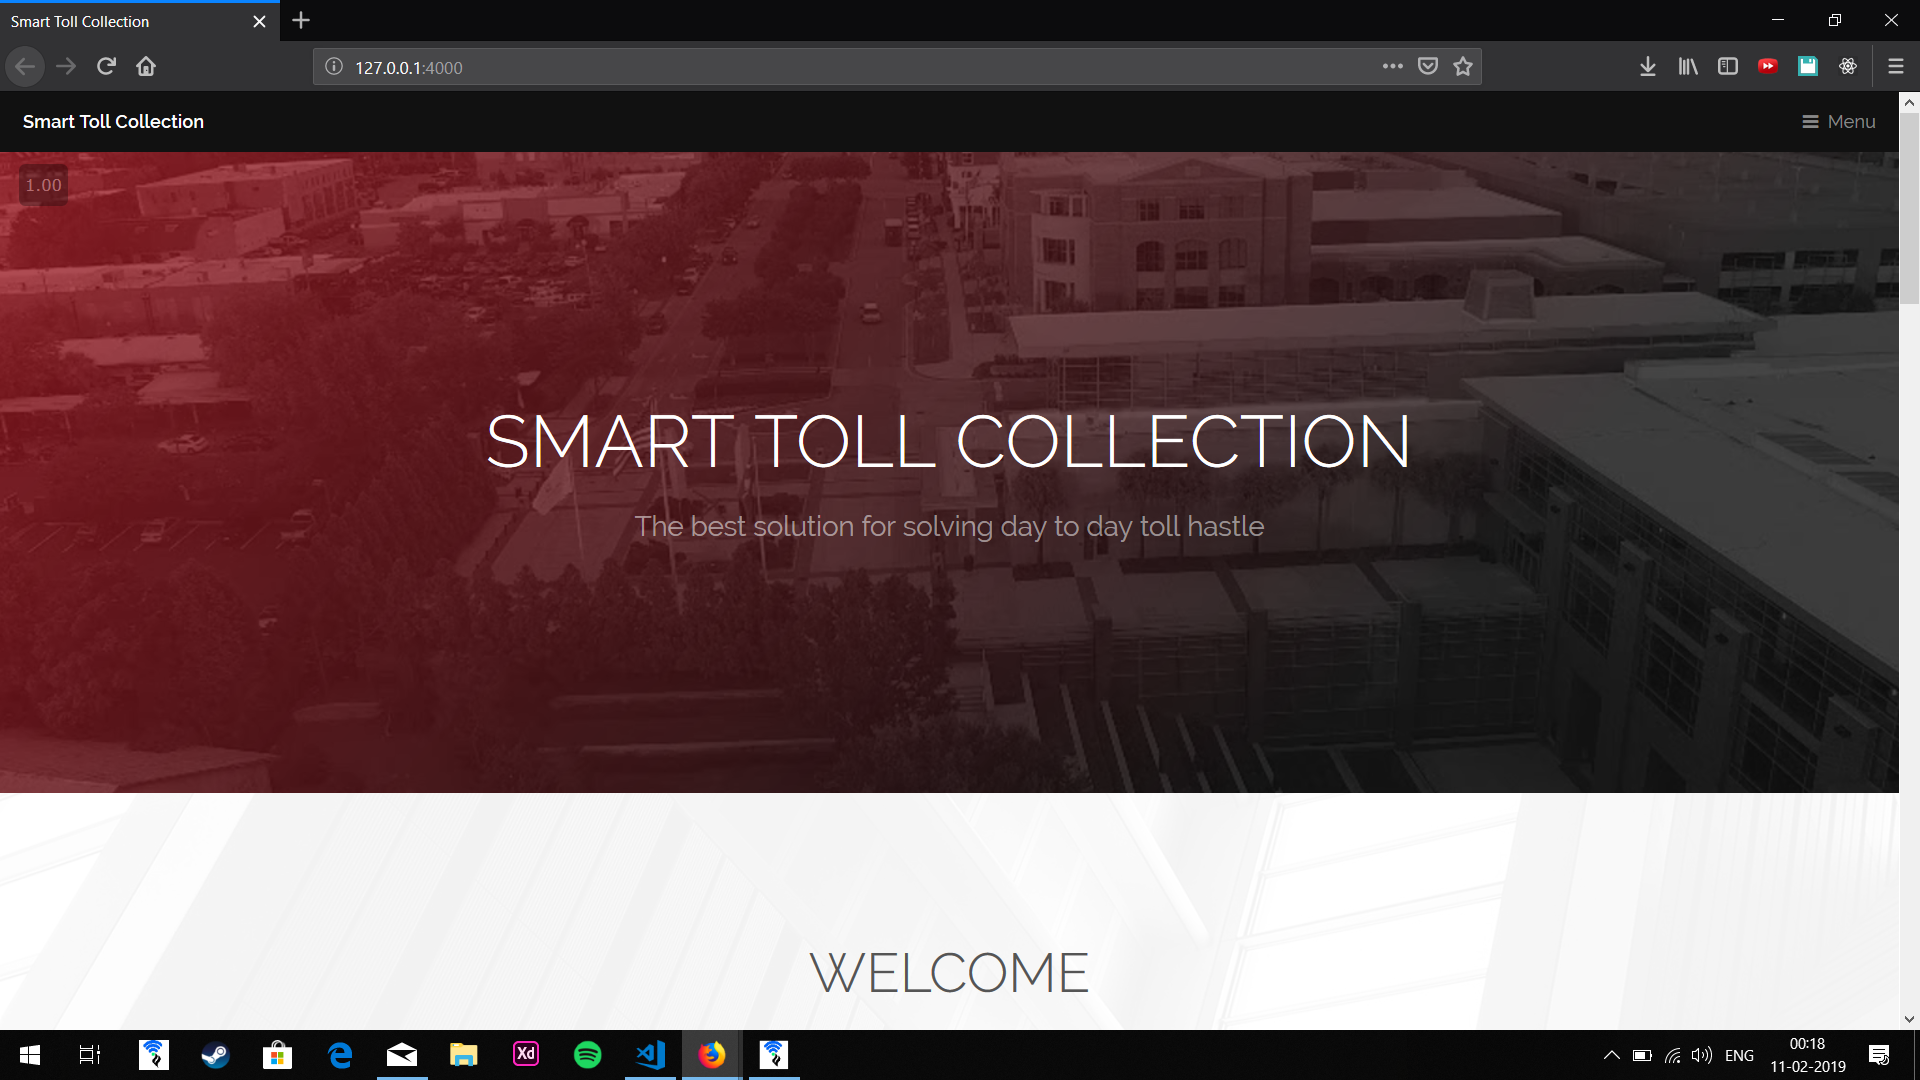 Smart Toll Collection
127.0.0.1:4000
Smart Toll Collection
Menu
1.00
SMART TOLL COLLECTION
The best solution for solving day to day toll hastle
WELCOME
Xd
ENG
00:18
11-02-2019